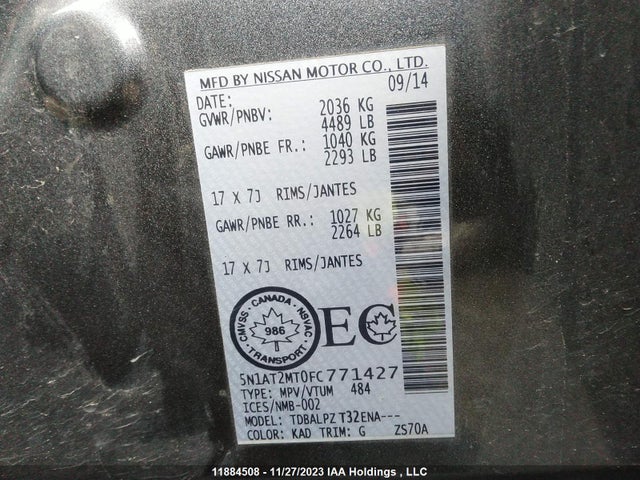 MFD BY NISSAN MOTOR CO., LTD.
DATE: 09/14
GVWR/PNBV: 2036 KG
4489 LB
GAWR/PNBE FR.: 1040 KG
2293 LB
17 X 7J RIMS/JANTES
GAWR/PNBE RR.: 1027 KG
2264 LB
17 X 7J RIMS/JANTES
CANADA
CMVSS NSVAC
986
TRANSPORT
EC
5N1AT2MT0FC771427
TYPE: MPV/VTUM 484
ICES/NMB-002
MODEL: TDBALPZ T32ENA---
COLOR: KAD TRIM: G ZS70A
11884508 - 11/27/2023 IAA Holdings , LLC